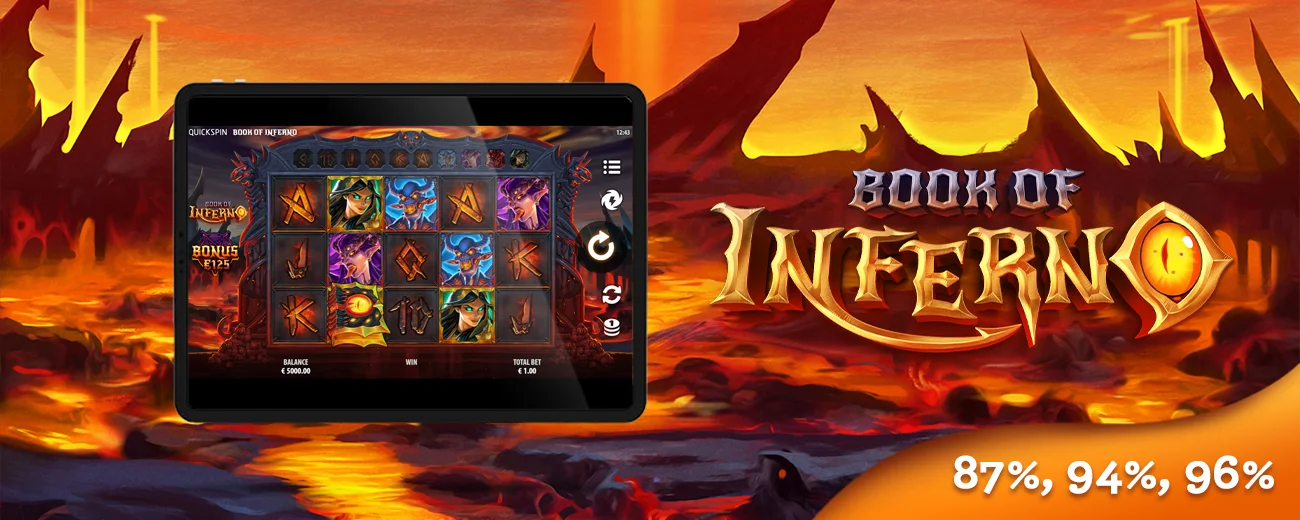 QUICKSPIN BOOK OF INFERNO
12:43
BOOK OF
INFERNO
BONUS
€125
A
A
J
Q
K
K
10
J
BALANCE
€ 5000.00
WIN
TOTAL BET
€ 1.00
BOOK OF
INFERNO
87%, 94%, 96%